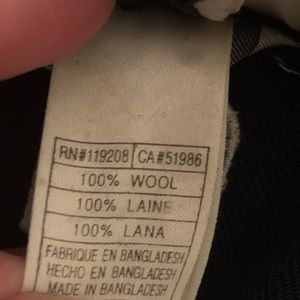 RN#119208 CA#51986
100% WOOL
100% LAINE
100% LANA
FABRIQUE EN BANGLADESH
HECHO EN BANGLADESH
MADE IN BANGLADESH